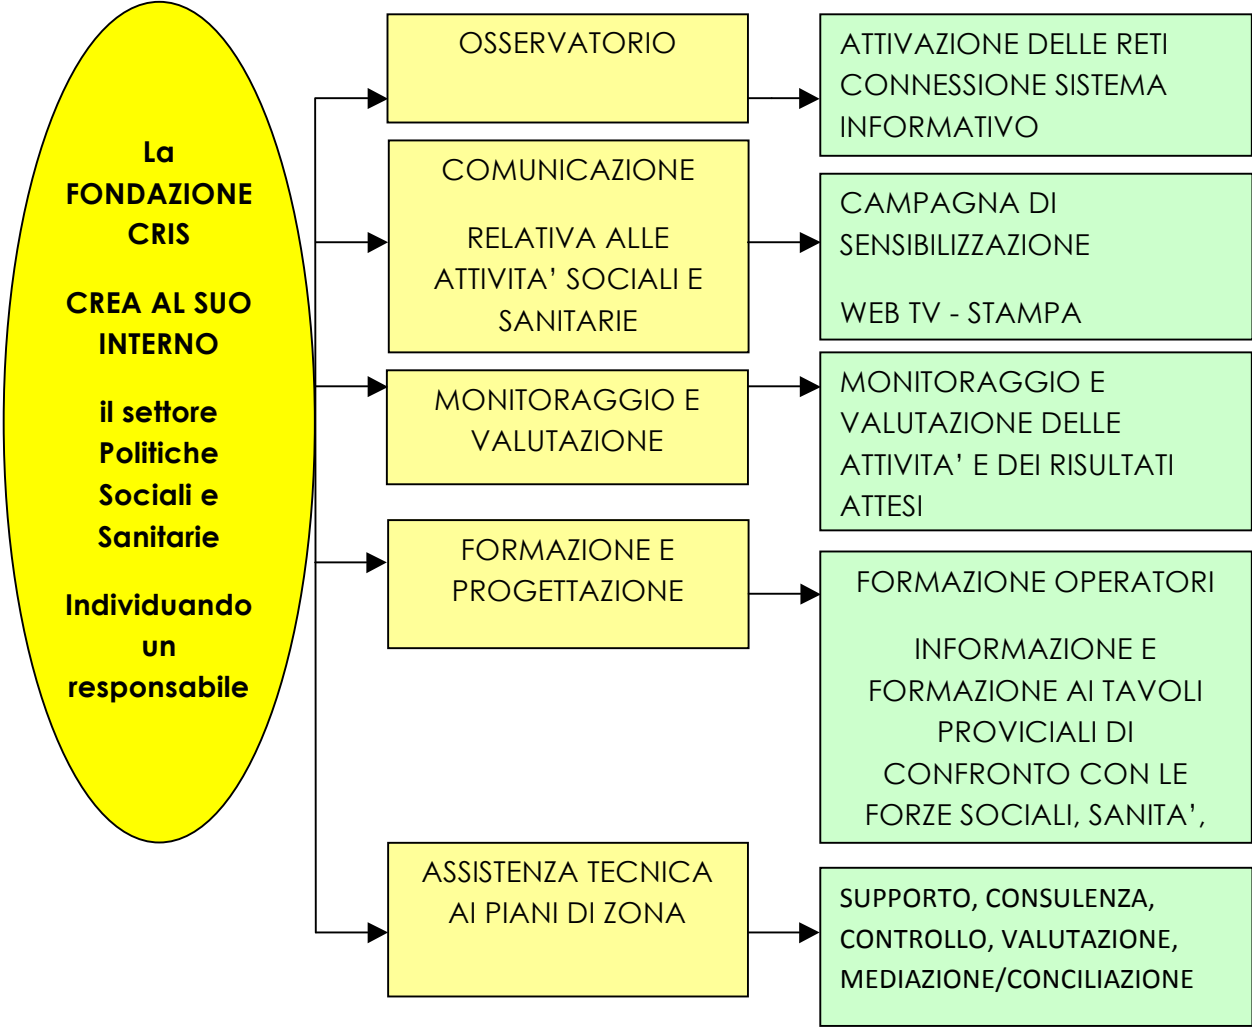 La
FONDAZIONE
CRIS
CREA AL SUO
INTERNO
il settore
Politiche
Sociali e
Sanitarie
Individuando
un
responsabile
OSSERVATORIO
ATTIVAZIONE DELLE RETI
CONNESSIONE SISTEMA
INFORMATIVO
COMUNICAZIONE
RELATIVA ALLE
ATTIVITA’ SOCIALI E
SANITARIE
CAMPAGNA DI
SENSIBILIZZAZIONE
WEB TV - STAMPA
MONITORAGGIO E
VALUTAZIONE
MONITORAGGIO E
VALUTAZIONE DELLE
ATTIVITA’ E DEI RISULTATI
ATTESI
FORMAZIONE E
PROGETTAZIONE
FORMAZIONE OPERATORI
INFORMAZIONE E
FORMAZIONE AI TAVOLI
PROVICIALI DI
CONFRONTO CON LE
FORZE SOCIALI, SANITA’,
ASSISTENZA TECNICA
AI PIANI DI ZONA
SUPPORTO, CONSULENZA,
CONTROLLO, VALUTAZIONE,
MEDIAZIONE/CONCILIAZIONE